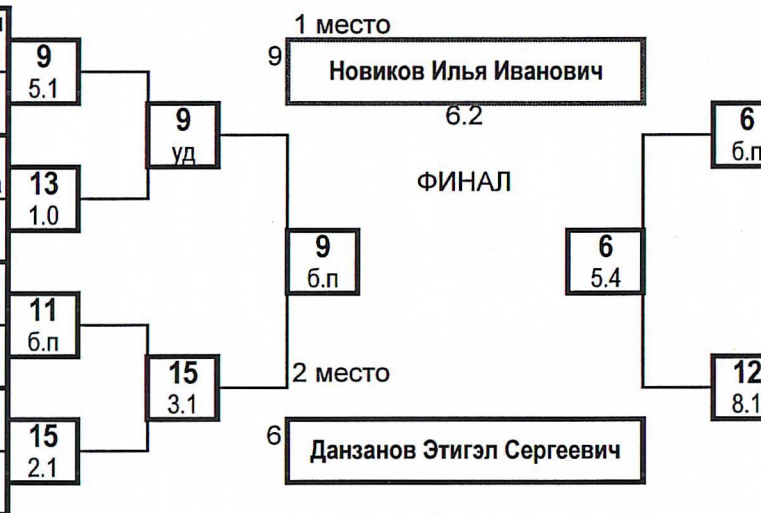 1 место
9
Новиков Илья Иванович
6.2
ФИНАЛ
9
5.1
13
1.0
11
б.п
15
2.1
9
уд
15
3.1
9
б.п
6
5.4
6
б.п
12
8.1
2 место
6
Данзанов Этигэл Сергеевич